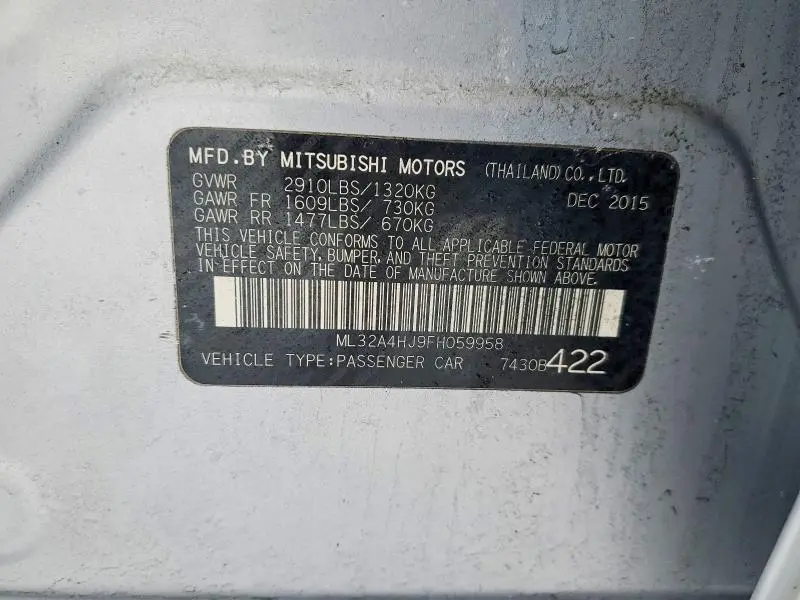 MFD.BY MITSUBISHI MOTORS (THAILAND)CO.,LTD.
GVWR 2910LBS/1320KG DEC 2015
GAWR FR 1609LBS/ 730KG
GAWR RR 1477LBS/ 670KG
THIS VEHICLE CONFORMS TO ALL APPLICABLE FEDERAL MOTOR
VEHICLE SAFETY, BUMPER, AND THEFT PREVENTION STANDARDS
IN EFFECT ON THE DATE OF MANUFACTURE SHOWN ABOVE.
ML32A4HJ9FH059958
VEHICLE TYPE:PASSENGER CAR 7430B422